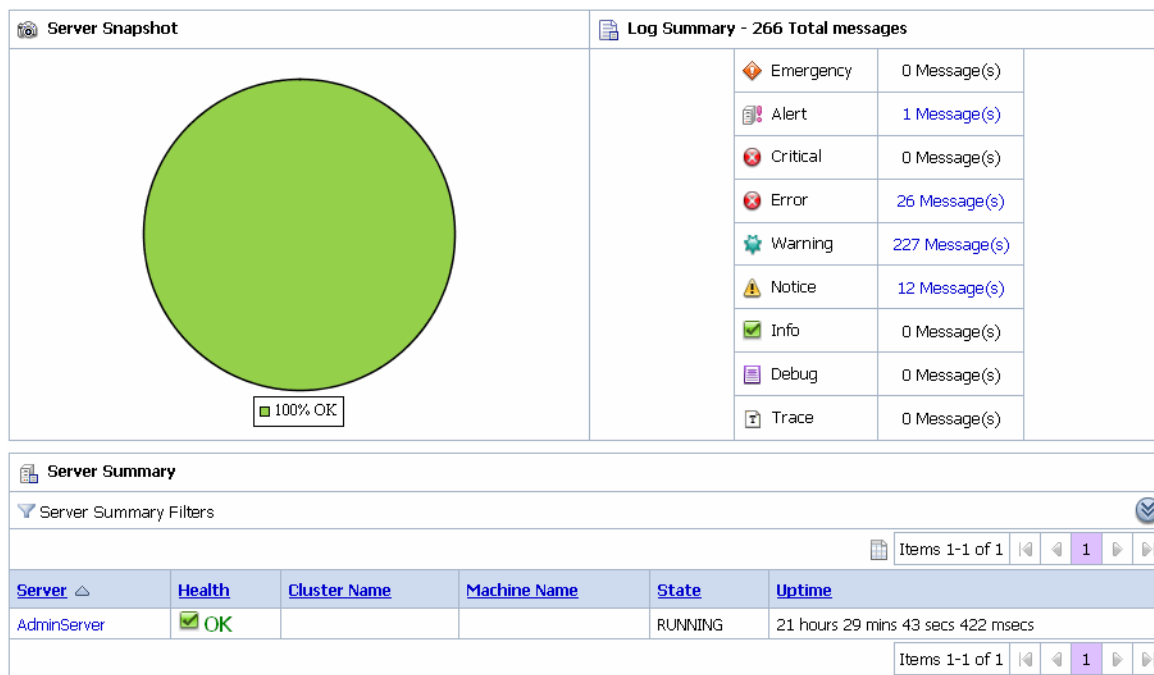 Server Snapshot
Log Summary - 266 Total messages
Emergency 0 Message(s)
Alert 1 Message(s)
Critical 0 Message(s)
Error 26 Message(s)
Warning 227 Message(s)
Notice 12 Message(s)
Info 0 Message(s)
Debug 0 Message(s)
Trace 0 Message(s)
100% OK
Server Summary
Server Summary Filters
Items 1-1 of 1 1
Server Health Cluster Name Machine Name State Uptime
AdminServer OK RUNNING 21 hours 29 mins 43 secs 422 msecs
Items 1-1 of 1 1